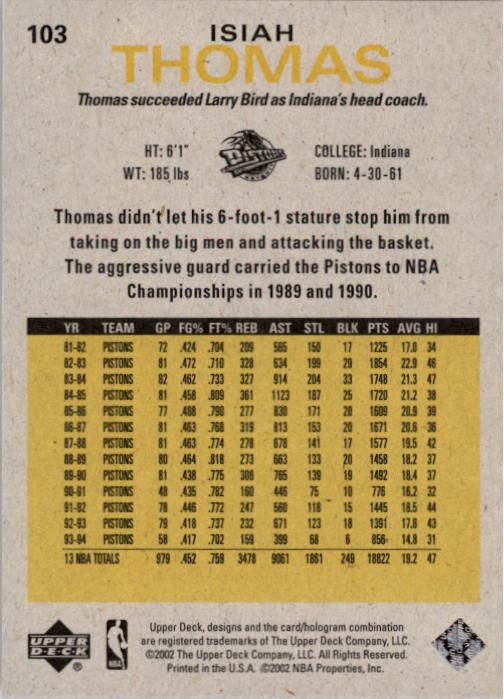 103
ISIAH
THOMAS
Thomas succeeded Larry Bird as Indiana's head coach.
HT: 6'1"
WT: 185 lbs
PISTONS
COLLEGE: Indiana
BORN: 4-30-61
Thomas didn't let his 6-foot-1 stature stop him from
taking on the big men and attacking the basket.
The aggressive guard carried the Pistons to NBA
Championships in 1989 and 1990.
YR TEAM GP FG% FT% REB AST STL BLK PTS AVG HI
81-82 PISTONS 72 .424 .704 209 565 150 17 1225 17.0 34
82-83 PISTONS 81 .472 .710 328 634 199 29 1854 22.9 46
83-84 PISTONS 82 .462 .733 327 914 204 33 1748 21.3 47
84-85 PISTONS 81 .458 .809 361 1123 187 25 1720 21.2 38
85-86 PISTONS 77 .488 .790 277 830 171 20 1609 20.9 39
86-87 PISTONS 81 .463 .768 319 813 153 20 1671 20.6 36
87-88 PISTONS 81 .463 .774 278 678 141 17 1577 19.5 42
88-89 PISTONS 80 .464 .818 273 663 133 20 1458 18.2 37
89-90 PISTONS 81 .438 .775 308 765 139 19 1492 18.4 37
90-91 PISTONS 48 .435 .782 160 446 75 10 776 16.2 32
91-92 PISTONS 78 .446 .772 247 560 118 15 1445 18.5 44
92-93 PISTONS 79 .418 .737 232 671 123 18 1391 17.6 43
93-94 PISTONS 58 .417 .702 159 399 68 6 856 14.8 31
13 NBA TOTALS 979 .452 .759 3478 9061 1861 249 18822 19.2 47
UPPER
DECK
®
NBA
Upper Deck, designs and the card/hologram combination
are registered trademarks of The Upper Deck Company, LLC.
©2002 The Upper Deck Company, LLC. All Rights Reserved.
Printed in the U.S.A. ©2002 NBA Properties, Inc.